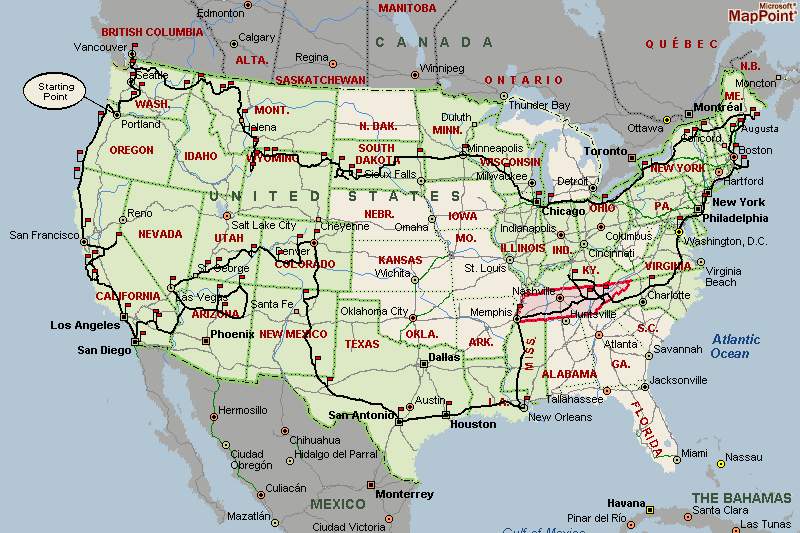 Microsoft®
MapPoint®
MANITOBA
Edmonton
BRITISH COLUMBIA
Calgary
CANADA
QUÉBEC
Vancouver
ALTA.
Regina
Winnipeg
N.B.
SASKATCHEWAN
ONTARIO
Moncton
Seattle
Starting
Point
WASH.
MONT.
Thunder Bay
ME.
Montréal
N. DAK.
Duluth
MINN.
Ottawa
Augusta
Portland
Helena
OREGON
IDAHO
WYOMING
SOUTH
DAKOTA
Minneapolis
WISCONSIN
Toronto
Concord
Boston
Sioux Falls
Milwaukee
Detroit
NEW YORK
Hartford
UNITED STATES
New York
Reno
NEBR.
IOWA
Chicago
OHIO
PA.
Philadelphia
Salt Lake City
Cheyenne
Omaha
Indianapolis
Columbus
San Francisco
NEVADA
UTAH
Denver
MO.
ILLINOIS
IND.
Cincinnati
Washington, D.C.
St. George
COLORADO
KANSAS
St. Louis
KY.
VIRGINIA
Virginia
Beach
Wichita
CALIFORNIA
Las Vegas
Nashville
Charlotte
Santa Fe
Oklahoma City
Memphis
Huntsville
ARIZONA
Los Angeles
Phoenix
NEW MEXICO
TEXAS
OKLA.
ARK.
MISS.
S.C.
Atlanta
Atlantic
Ocean
San Diego
Dallas
ALABAMA
GA.
Savannah
Jacksonville
Tallahassee
Austin
LA.
Hermosillo
San Antonio
Houston
New Orleans
FLORIDA
Chihuahua
Ciudad
Obregón
Hidalgo del Parral
Miami
Nassau
Culiacán
Monterrey
MEXICO
Havana
THE BAHAMAS
Mazatlán
Ciudad Victoria
Pinar del Río
Santa Clara
Las Tunas
Gulf of Mexico